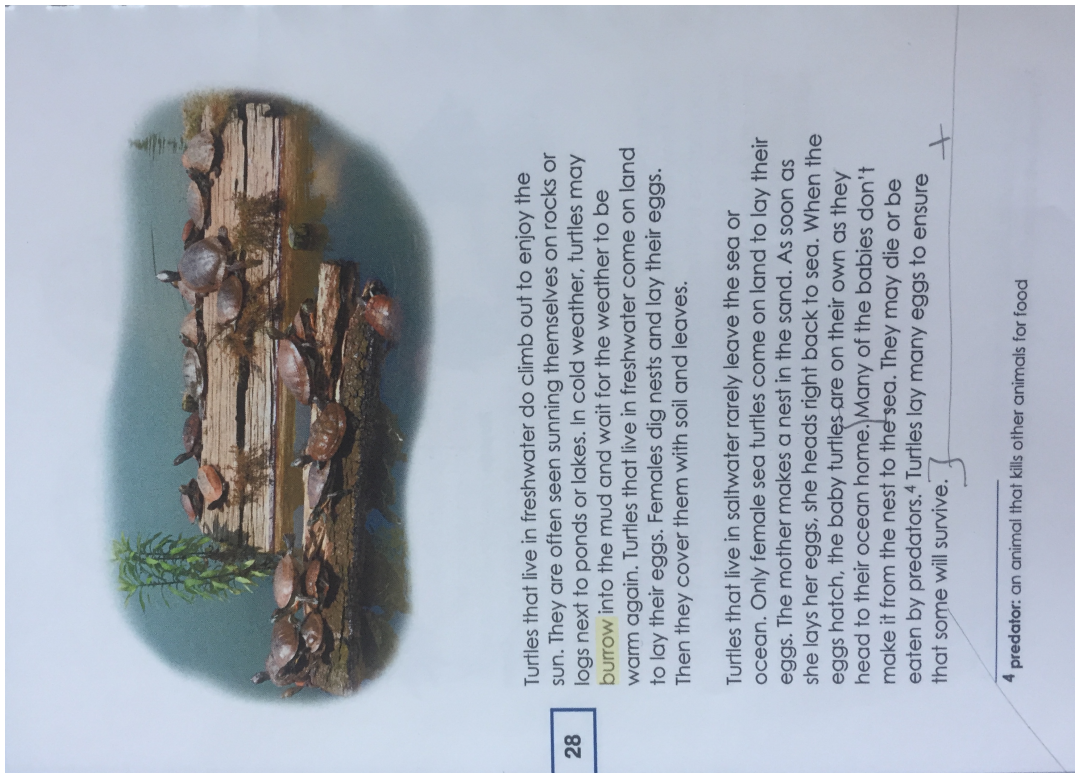 Turtles that live in freshwater do climb out to enjoy the
sun. They are often seen sunning themselves on rocks or
logs next to ponds or lakes. In cold weather, turtles may
burrow into the mud and wait for the weather to be
warm again. Turtles that live in freshwater come on land
to lay their eggs. Females dig nests and lay their eggs.
Then they cover them with soil and leaves.
Turtles that live in saltwater rarely leave the sea or
ocean. Only female sea turtles come on land to lay their
eggs. The mother makes a nest in the sand. As soon as
she lays her eggs, she heads right back to sea. When the
eggs hatch, the baby turtles are on their own as they
head to their ocean home. Many of the babies don't
make it from the nest to the sea. They may die or be
eaten by predators.⁴ Turtles lay many eggs to ensure
that some will survive.
4 predator: an animal that kills other animals for food
28